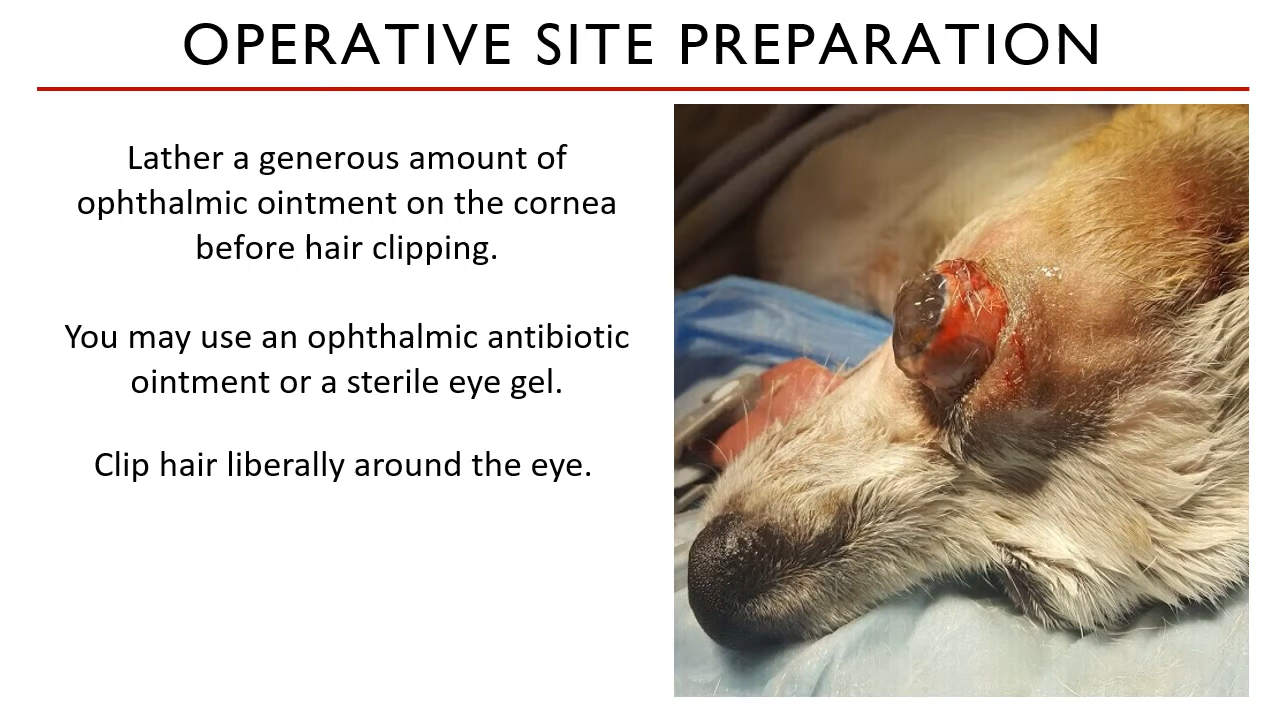 OPERATIVE SITE PREPARATION
Lather a generous amount of
ophthalmic ointment on the cornea
before hair clipping.
You may use an ophthalmic antibiotic
ointment or a sterile eye gel.
Clip hair liberally around the eye.